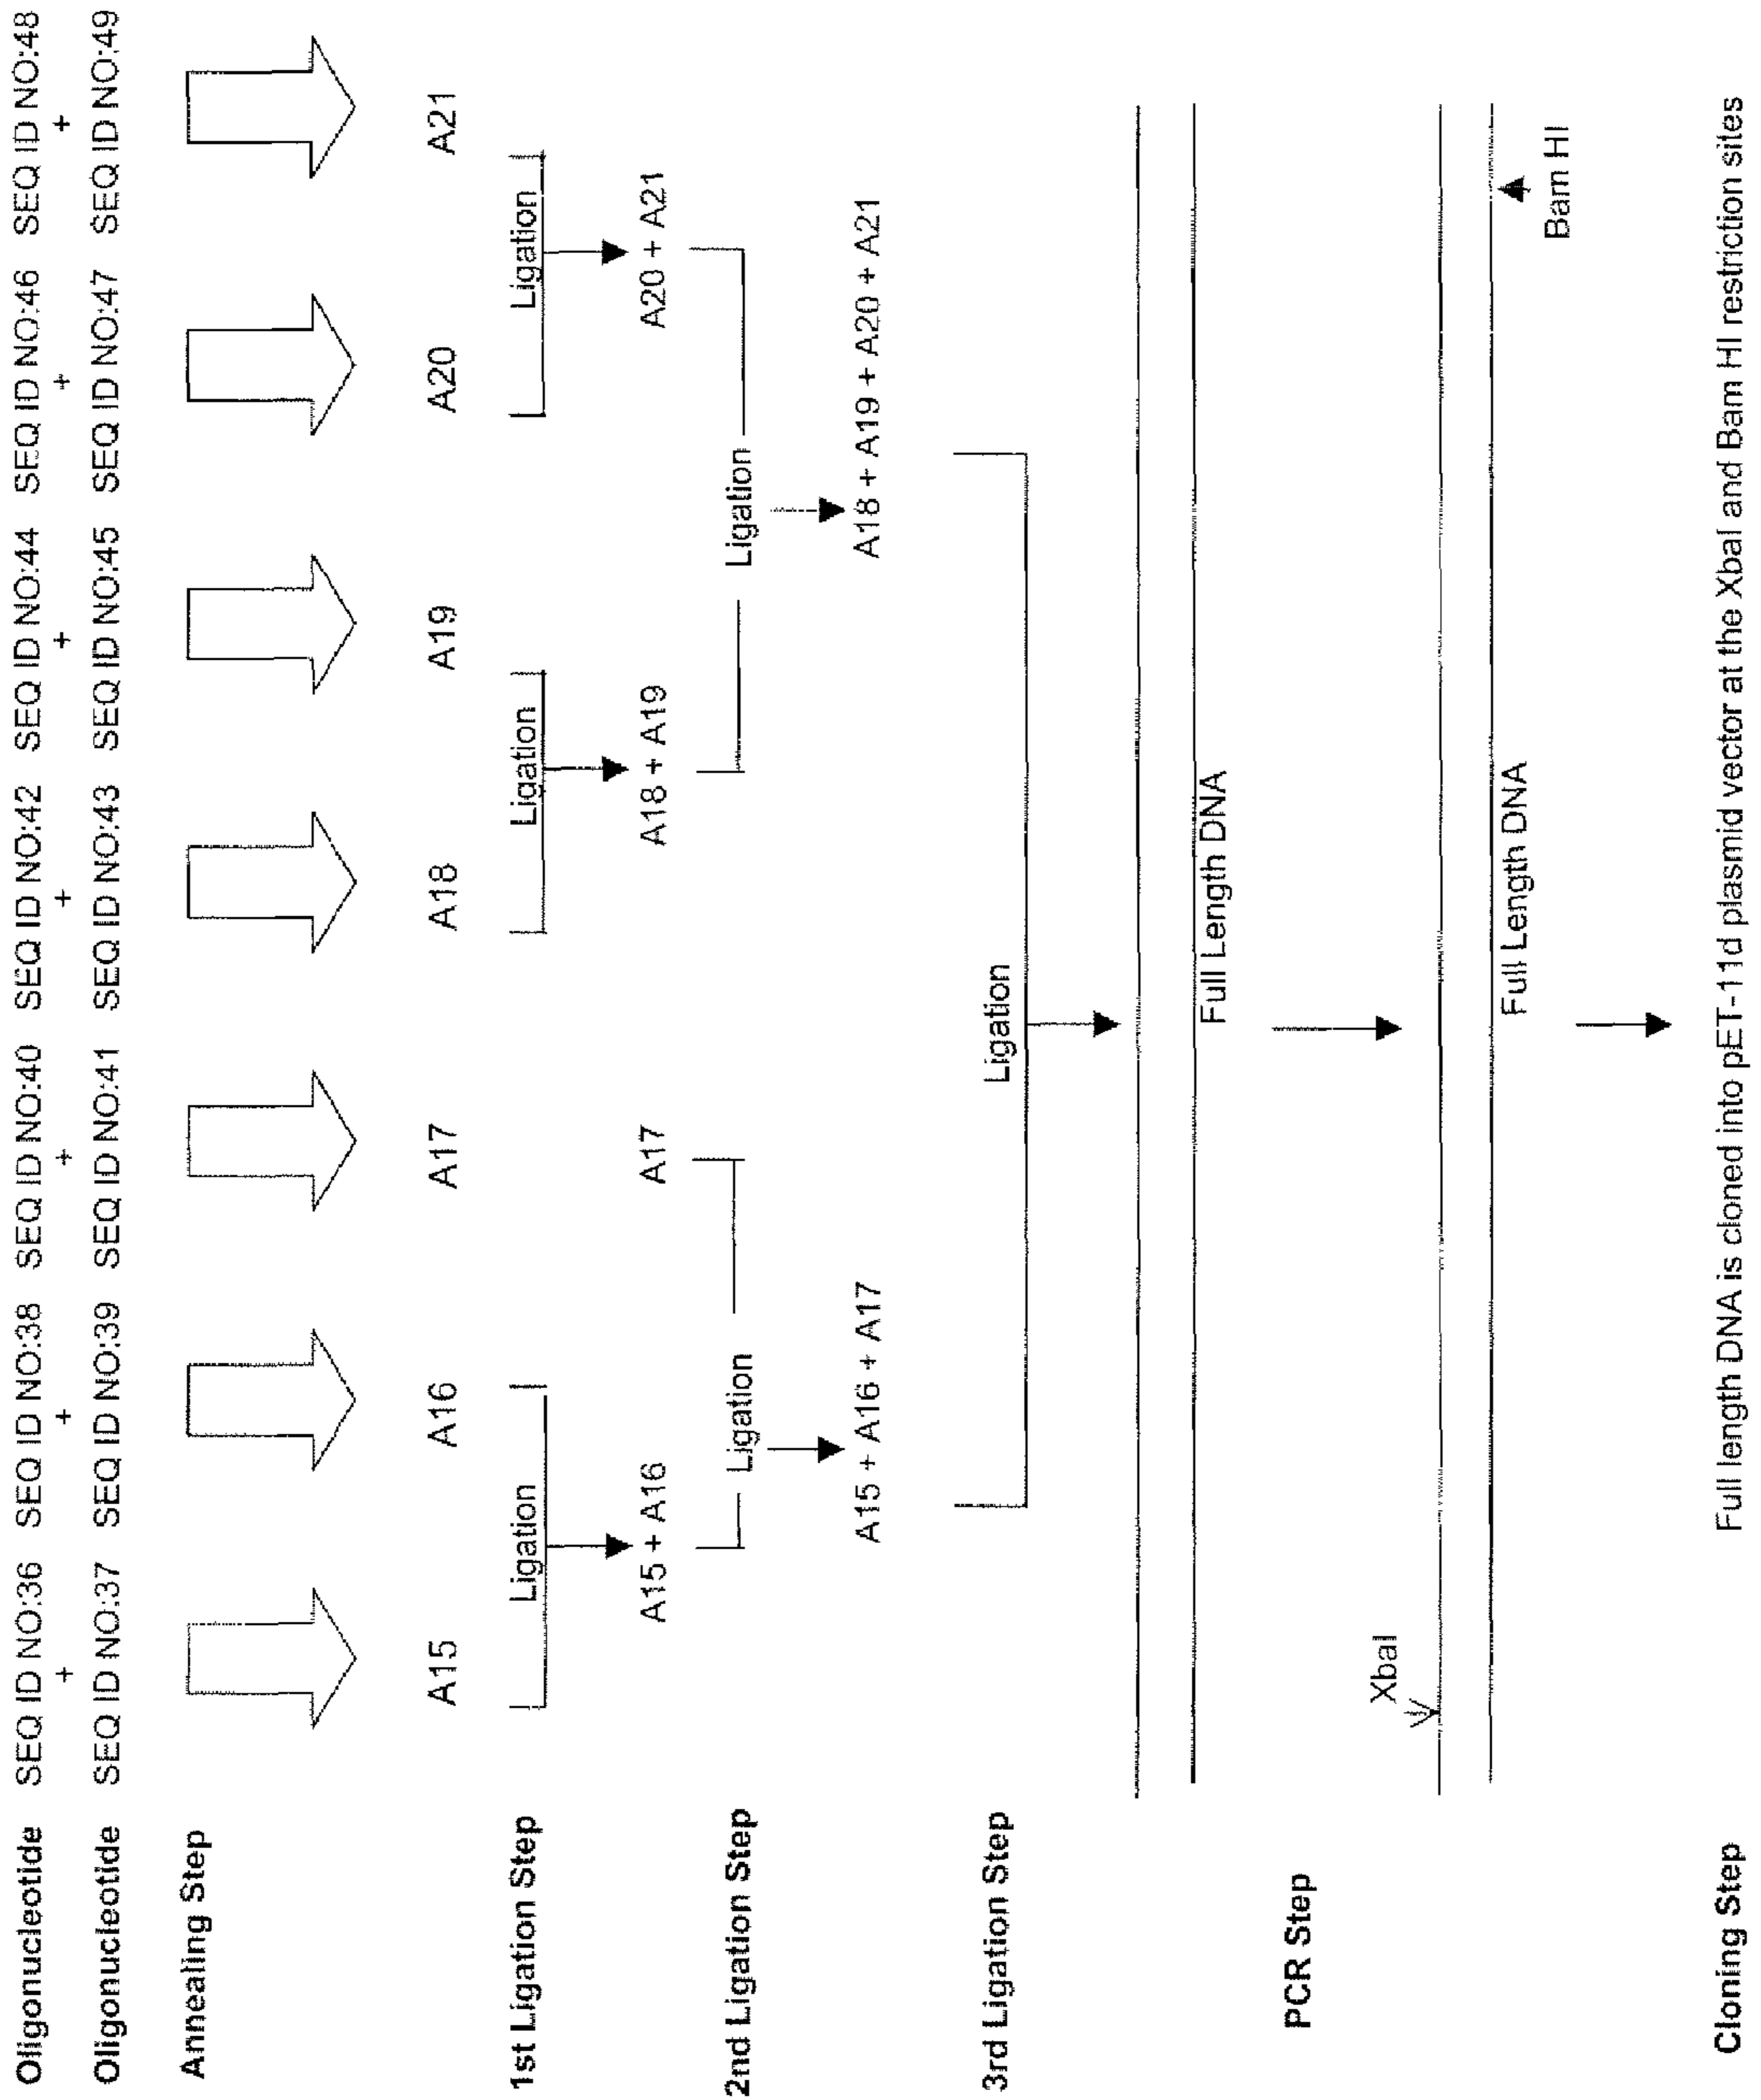 Oligonucleotide SEQ ID NO:36 SEQ ID NO:38 SEQ ID NO:40 SEQ ID NO:42 SEQ ID NO:44 SEQ ID NO:46 SEQ ID NO:48
+ + + + + + +
Oligonucleotide SEQ ID NO:37 SEQ ID NO:39 SEQ ID NO:41 SEQ ID NO:43 SEQ ID NO:45 SEQ ID NO:47 SEQ ID NO:49
Annealing Step
A15 A16 A17 A18 A19 A20 A21
1st Ligation Step Ligation Ligation Ligation
A15 + A16 A17 A18 + A19 A20 + A21
2nd Ligation Step Ligation Ligation
A15 + A16 + A17 A18 + A19 + A20 + A21
3rd Ligation Step Ligation
Full Length DNA
PCR Step
XbaI
Full Length DNA
Bam HI
Cloning Step Full length DNA is cloned into pET-11d plasmid vector at the XbaI and Bam HI restriction sites